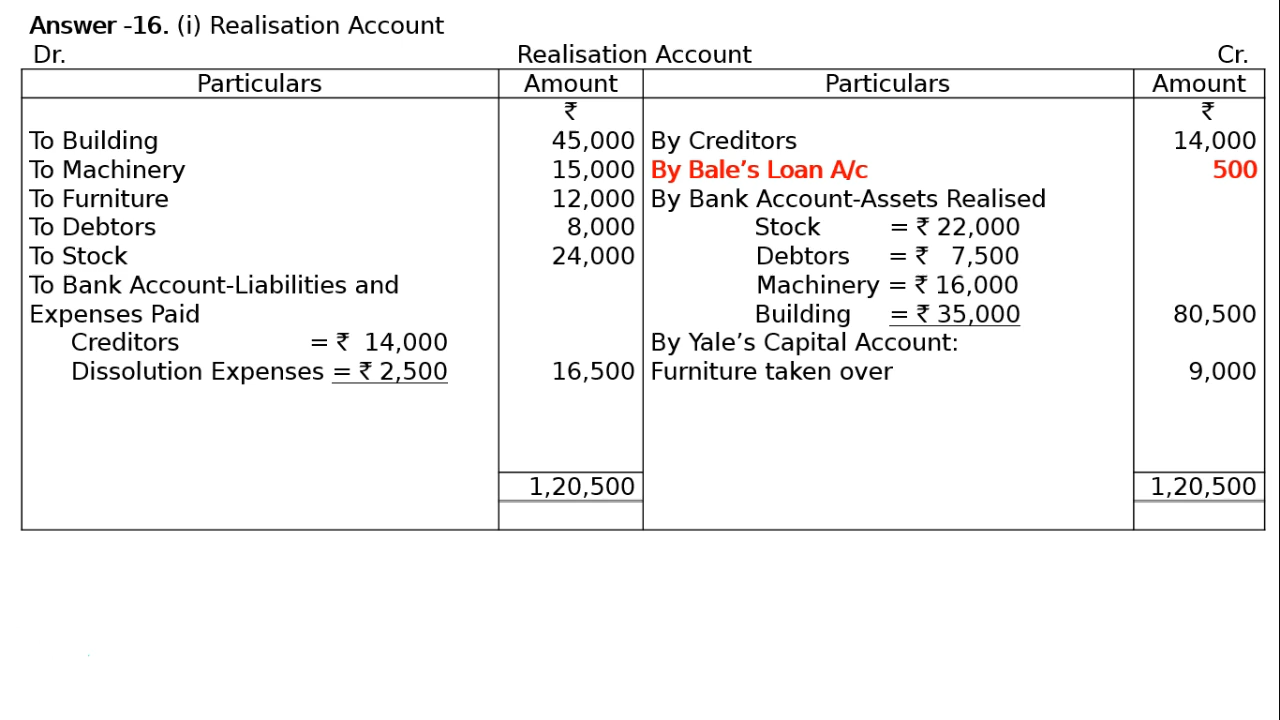 Answer -16. (i) Realisation Account
Dr. Realisation Account Cr.
Particulars Amount Particulars Amount
₹ ₹
To Building 45,000 By Creditors 14,000
To Machinery 15,000 By Bale’s Loan A/c 500
To Furniture 12,000 By Bank Account-Assets Realised
To Debtors 8,000 Stock = ₹ 22,000
To Stock 24,000 Debtors = ₹ 7,500
To Bank Account-Liabilities and Machinery = ₹ 16,000
Expenses Paid Building = ₹ 35,000 80,500
Creditors = ₹ 14,000 By Yale’s Capital Account:
Dissolution Expenses = ₹ 2,500 16,500 Furniture taken over 9,000
1,20,500 1,20,500